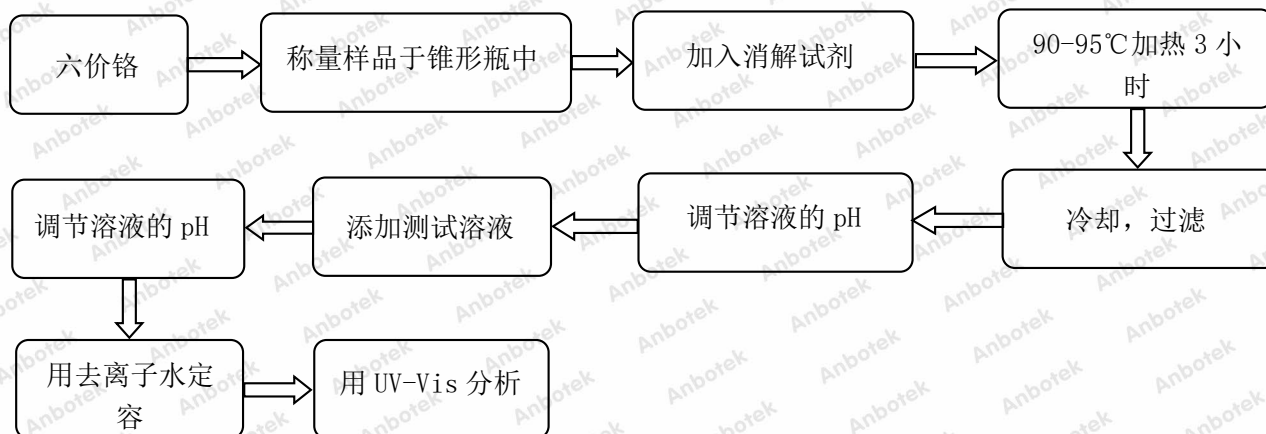 六价铬
称量样品于锥形瓶中
加入消解试剂
90-95℃加热 3 小
时
冷却，过滤
调节溶液的 pH
添加测试溶液
调节溶液的 pH
用去离子水定
容
用 UV-Vis 分析
Anbotek